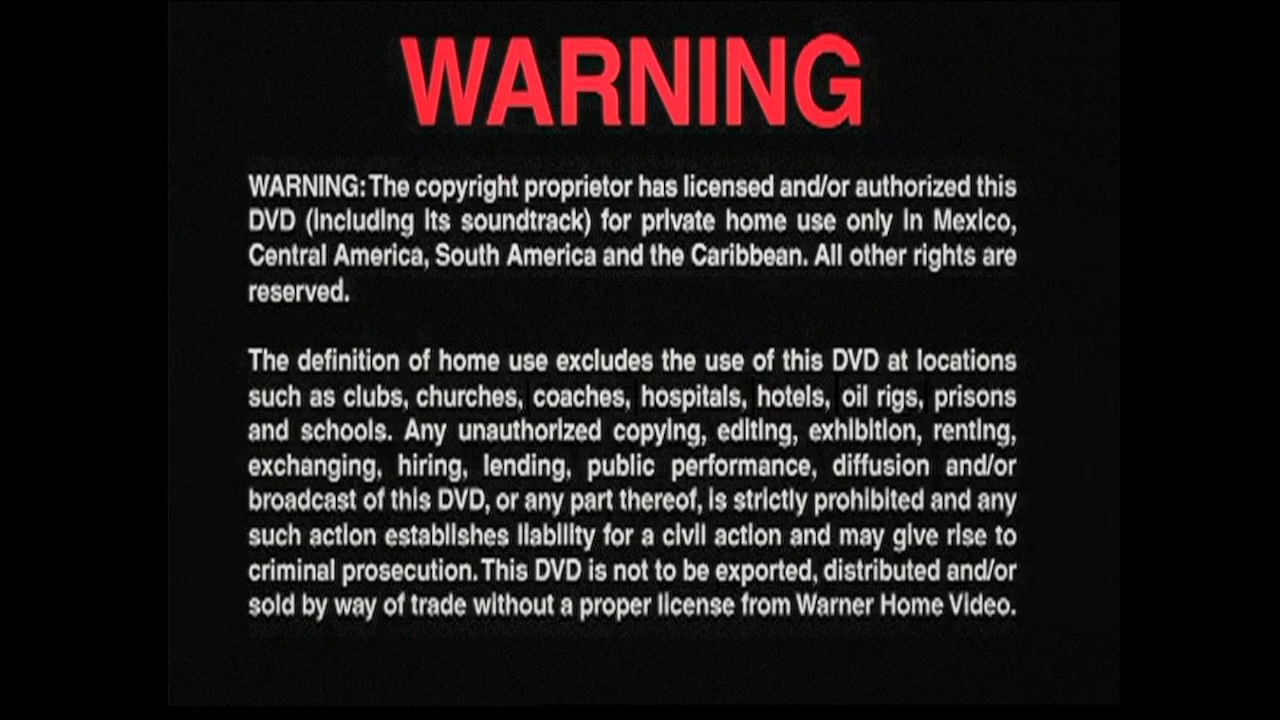 WARNING
WARNING: The copyright proprietor has licensed and/or authorized this
DVD (including its soundtrack) for private home use only in Mexico,
Central America, South America and the Caribbean. All other rights are
reserved.
The definition of home use excludes the use of this DVD at locations
such as clubs, churches, coaches, hospitals, hotels, oil rigs, prisons
and schools. Any unauthorized copying, editing, exhibition, renting,
exchanging, hiring, lending, public performance, diffusion and/or
broadcast of this DVD, or any part thereof, is strictly prohibited and any
such action establishes liability for a civil action and may give rise to
criminal prosecution. This DVD is not to be exported, distributed and/or
sold by way of trade without a proper license from Warner Home Video.